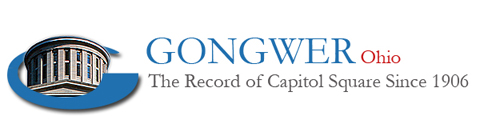 GONGWER Ohio
The Record of Capitol Square Since 1906